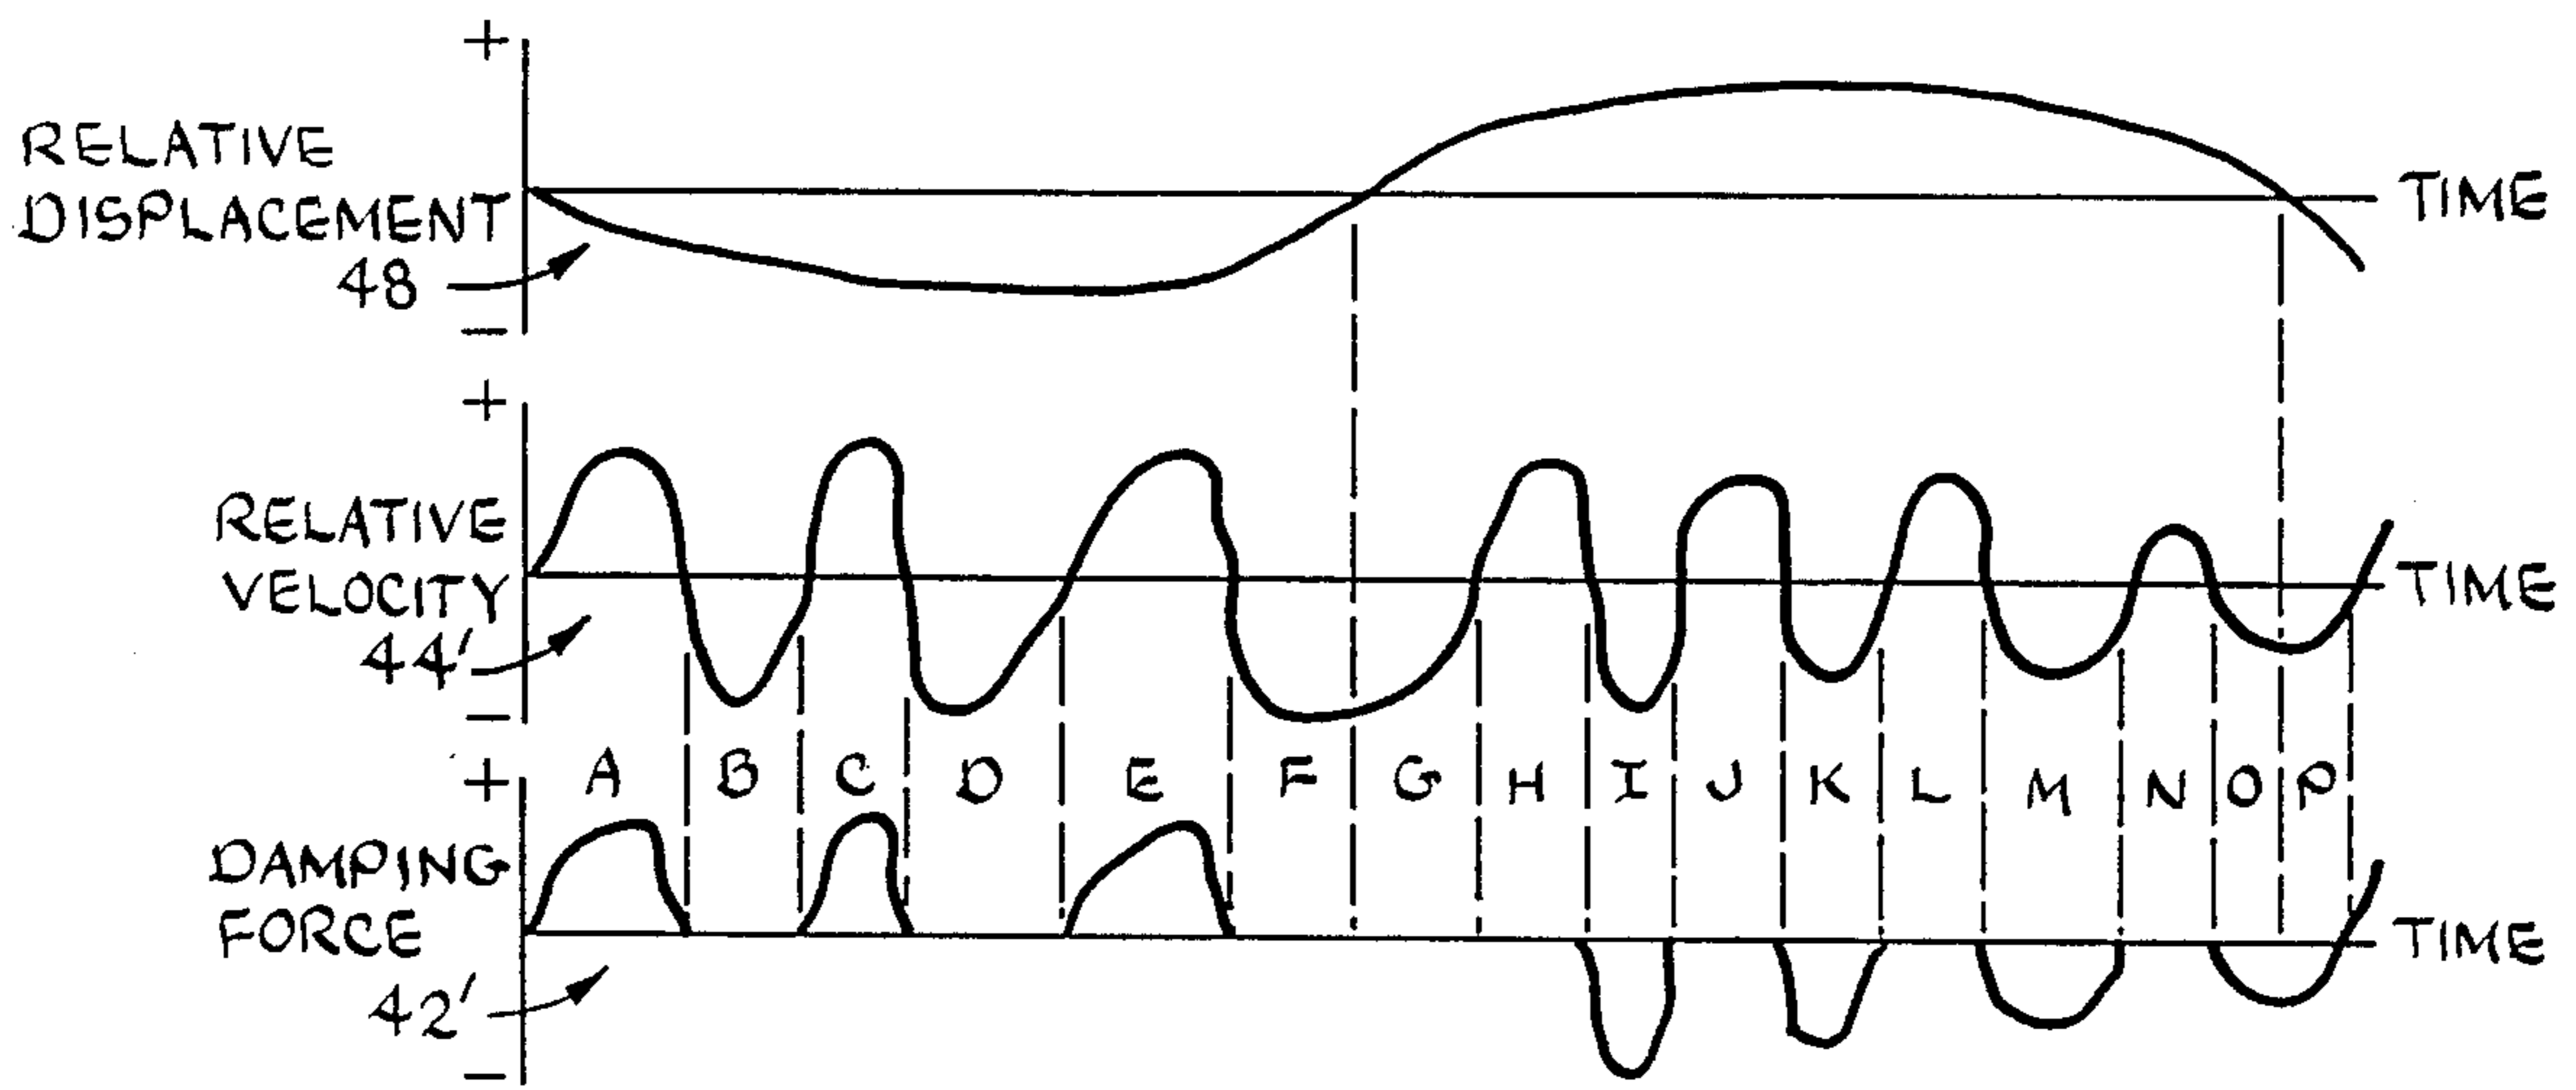 +
RELATIVE
DISPLACEMENT
TIME
48
−
+
RELATIVE
VELOCITY
TIME
44'
−
A B C D E F G H I J K L M N O P
+
DAMPING
FORCE
TIME
42'
−